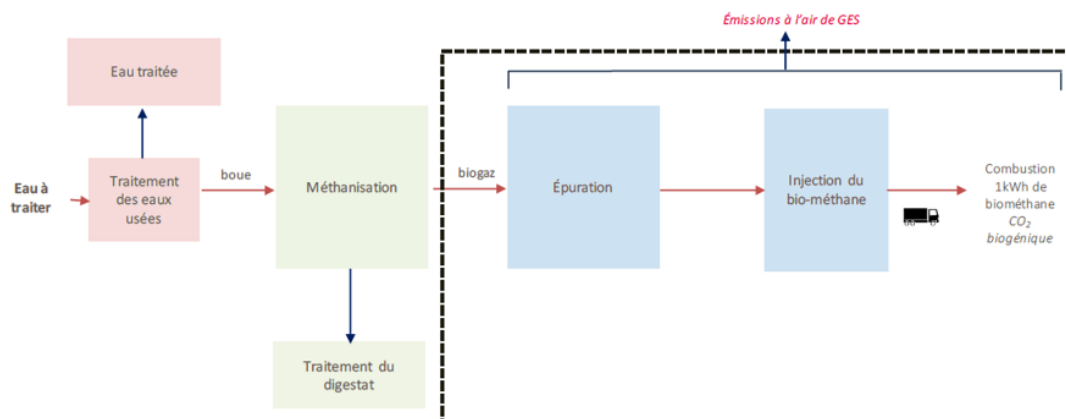 Émissions à l'air de GES
Eau traitée
Eau à
traiter
Traitement
des eaux
usées
boue
Méthanisation
biogaz
Épuration
Injection du
bio-méthane
Combustion
1kWh de
biométhane
CO₂
biogénique
Traitement du
digestat